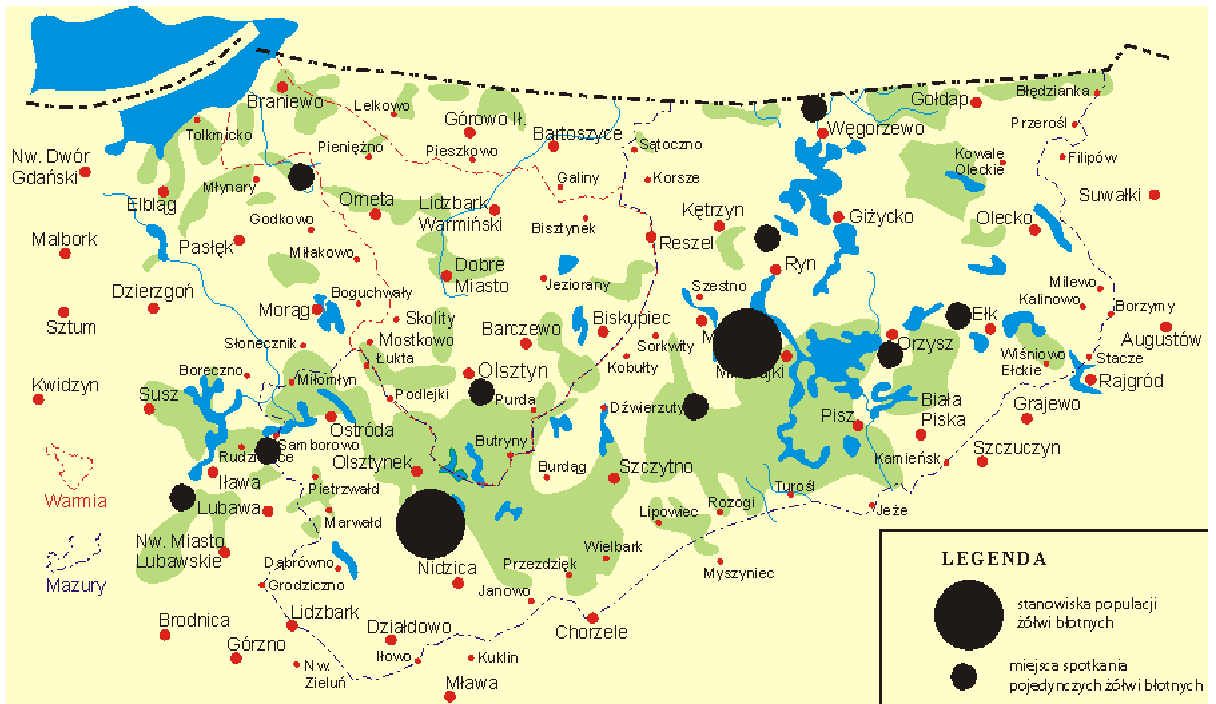 Braniewo
Lelkowo
Górowo Ił.
Bartoszyce
Gołdap
Błędzianka
Tolkmicko
Pieniężno
Pieszkowo
Sątoczno
Węgorzewo
Przerośl
Nw. Dwór
Gdański
Młynary
Galiny
Korsze
Kowale
Oleckie
Filipów
Suwałki
Elbląg
Orneta
Lidzbark
Warmiński
Kętrzyn
Giżycko
Olecko
Godkowo
Bisztynek
Malbork
Pasłęk
Miłakowo
Reszel
Ryn
Dobre
Miasto
Jeziorany
Szestno
Milewo
Kalinowo
Borzymy
Dzierzgoń
Boguchwały
Morąg
Skolity
Barczewo
Biskupiec
Ełk
Augustów
Sztum
Słonecznik
Mostkowo
Łukta
Sorkwity
Kobułty
Orzysz
Wiśniowo
Ełckie
Stacze
Rajgród
Boreczno
Miłomłyn
Olsztyn
Kwidzyn
Susz
Podlejki
Purda
Dźwierzuty
Biała
Piska
Grajewo
Ostróda
Pisz
Samborowo
Butryny
Szczuczyn
Kamieńsk
Olsztynek
Burdąg
Szczytno
Iława
Pietrzwałd
Turośl
Warmia
Lubawa
Marwałd
Lipowiec
Rozogi
Jeże
Nw. Miasto
Lubawskie
Wielbark
Mazury
Dąbrówno
Grodziczno
Nidzica
Przeździęk
Myszyniec
Janowo
Brodnica
Lidzbark
Działdowo
Chorzele
Górzno
Iłowo
Kuklin
Nw.
Zieluń
Mława
LEGENDA
stanowiska populacji
żółwi błotnych
miejsca spotkania
pojedynczych żółwi błotnych